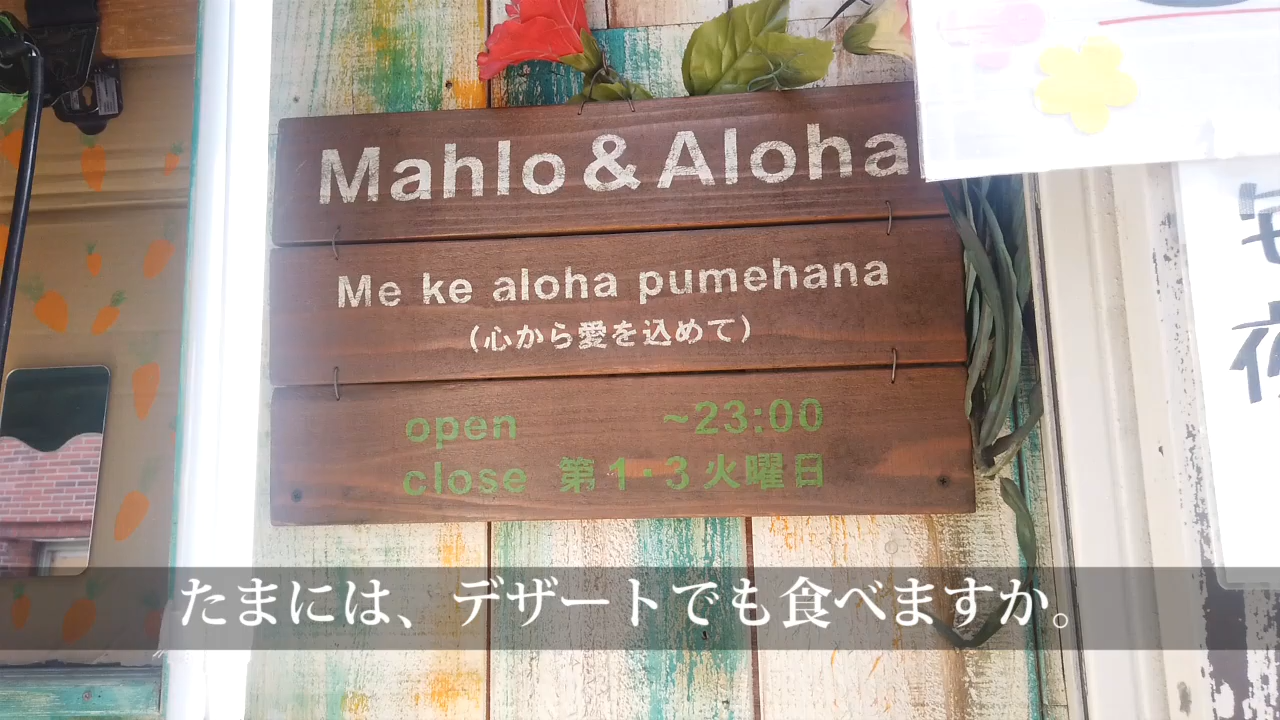 Mahlo & Aloha
Me ke aloha pumehana
(心から愛を込めて)
open ~23:00
close 第1・3火曜日
たまには、デザートでも食べますか。